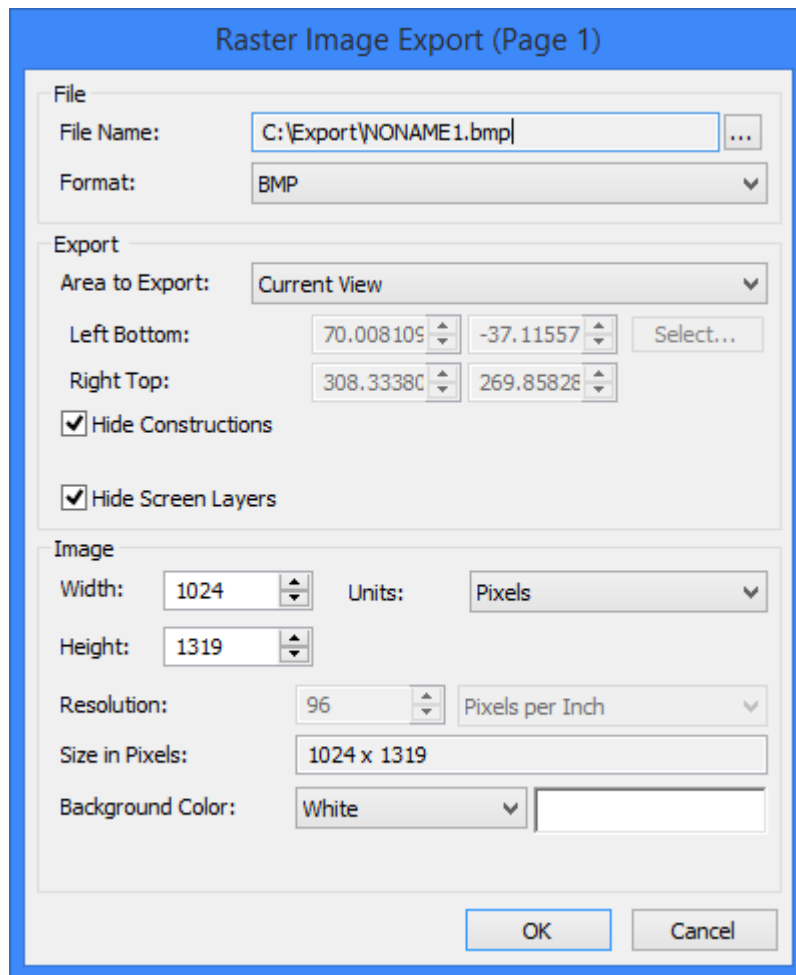 Raster Image Export (Page 1)
File
File Name: C:\Export\NONAME1.bmp ...
Format: BMP
Export
Area to Export: Current View
Left Bottom: 70.008109 -37.11557 Select...
Right Top: 308.33380 269.85828
Hide Constructions
Hide Screen Layers
Image
Width: 1024 Units: Pixels
Height: 1319
Resolution: 96 Pixels per Inch
Size in Pixels: 1024 x 1319
Background Color: White
OK Cancel